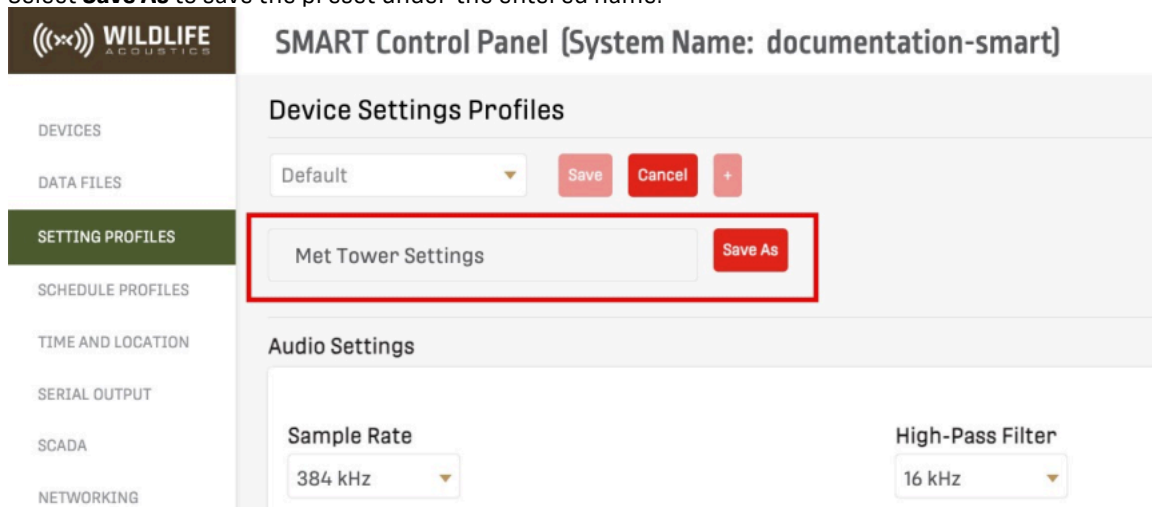 Select Save As to save the preset under the entered name.
((())) WILDLIFE
ACOUSTICS
SMART Control Panel (System Name: documentation-smart)
DEVICES
DATA FILES
SETTING PROFILES
SCHEDULE PROFILES
TIME AND LOCATION
SERIAL OUTPUT
SCADA
NETWORKING
Device Settings Profiles
Default
Save
Cancel
+
Met Tower Settings
Save As
Audio Settings
Sample Rate
384 kHz
High-Pass Filter
16 kHz